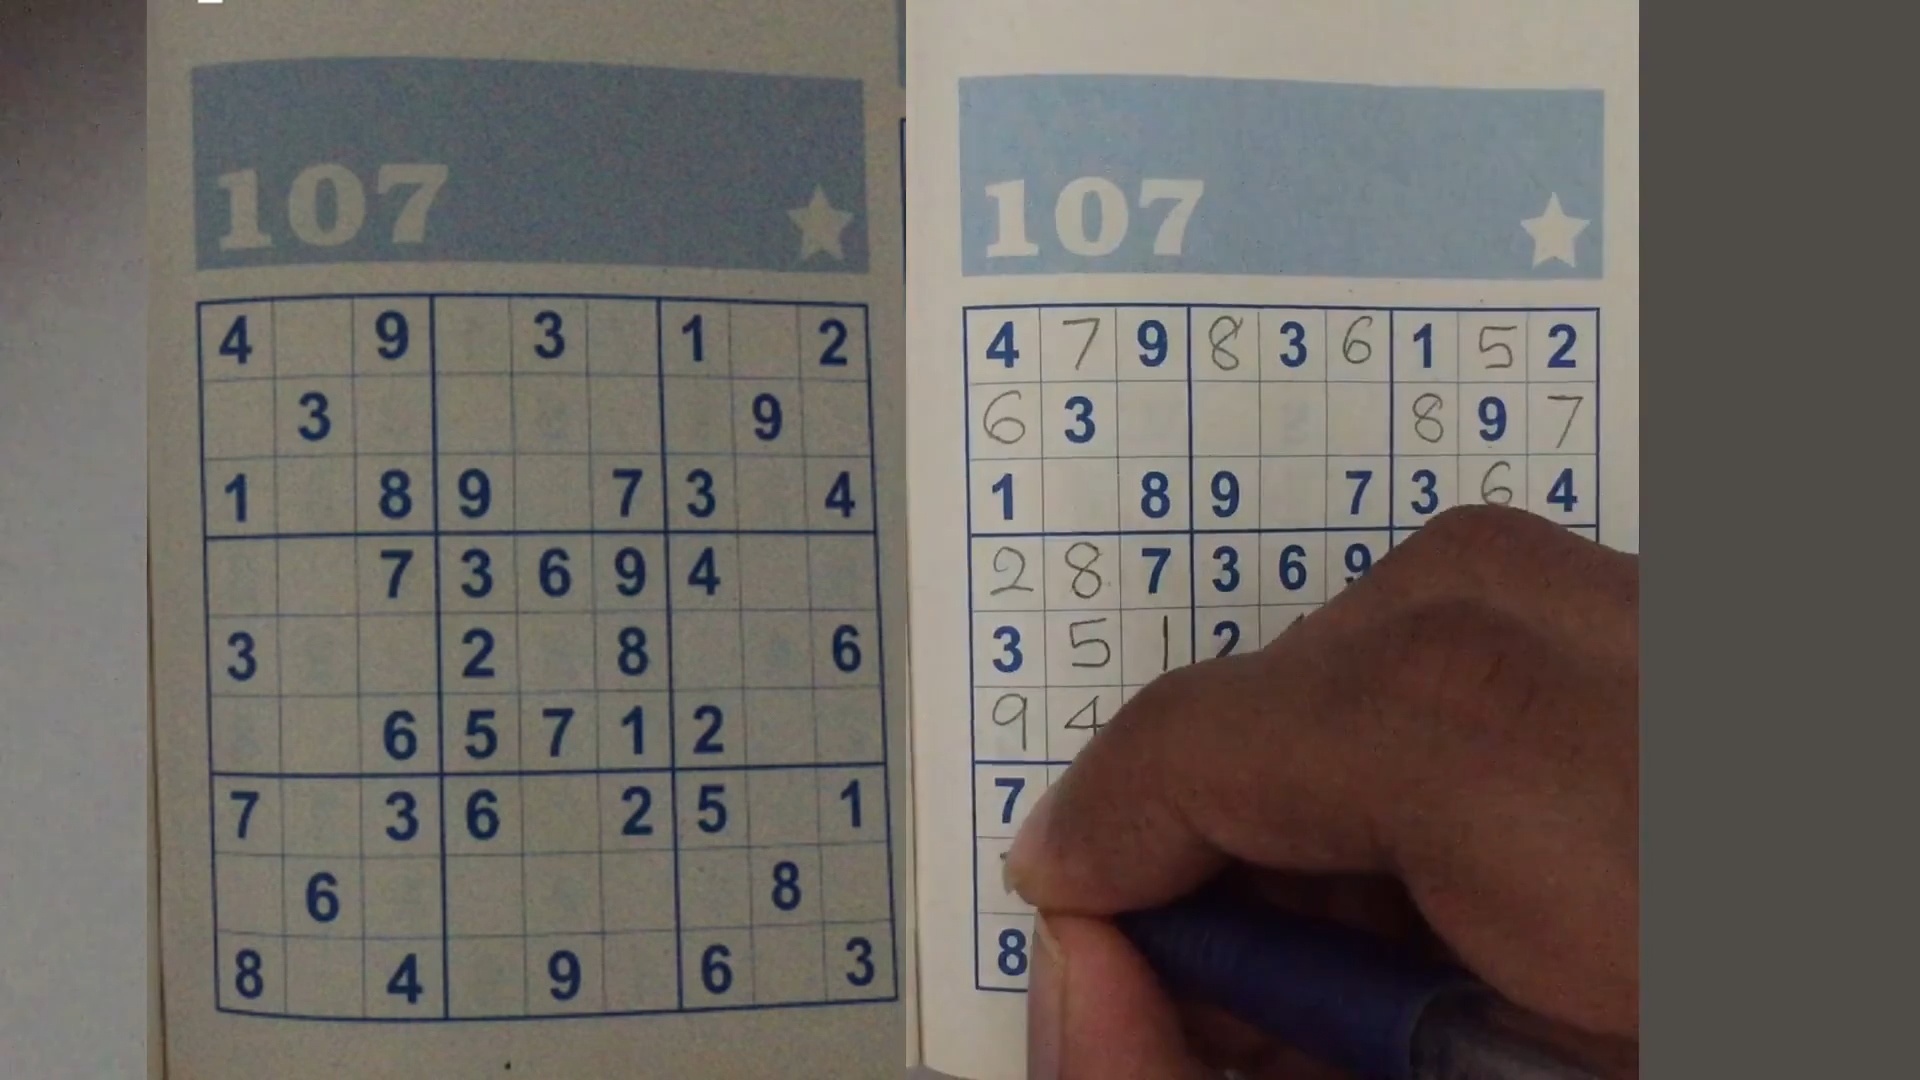 107
4 9 3 1 2
3 9
1 8 9 7 3 4
7 3 6 9 4
3 2 8 6
6 5 7 1 2
7 3 6 2 5 1
6 8
8 4 9 6 3
107
4 7 9 8 3 6 1 5 2
6 3 8 9 7
1 8 9 7 3 6 4
2 8 7 3 6 9
3 5 1 2
9 4
7
8